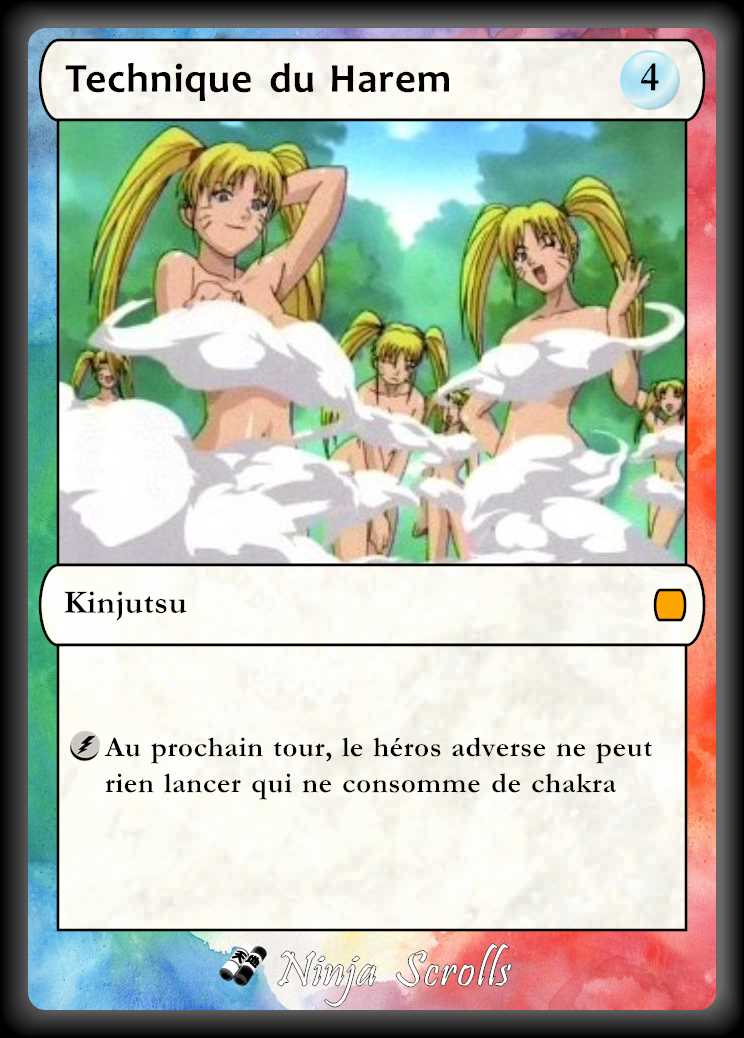 Technique du Harem
4
Kinjutsu
Au prochain tour, le héros adverse ne peut
rien lancer qui ne consomme de chakra
Ninja Scrolls